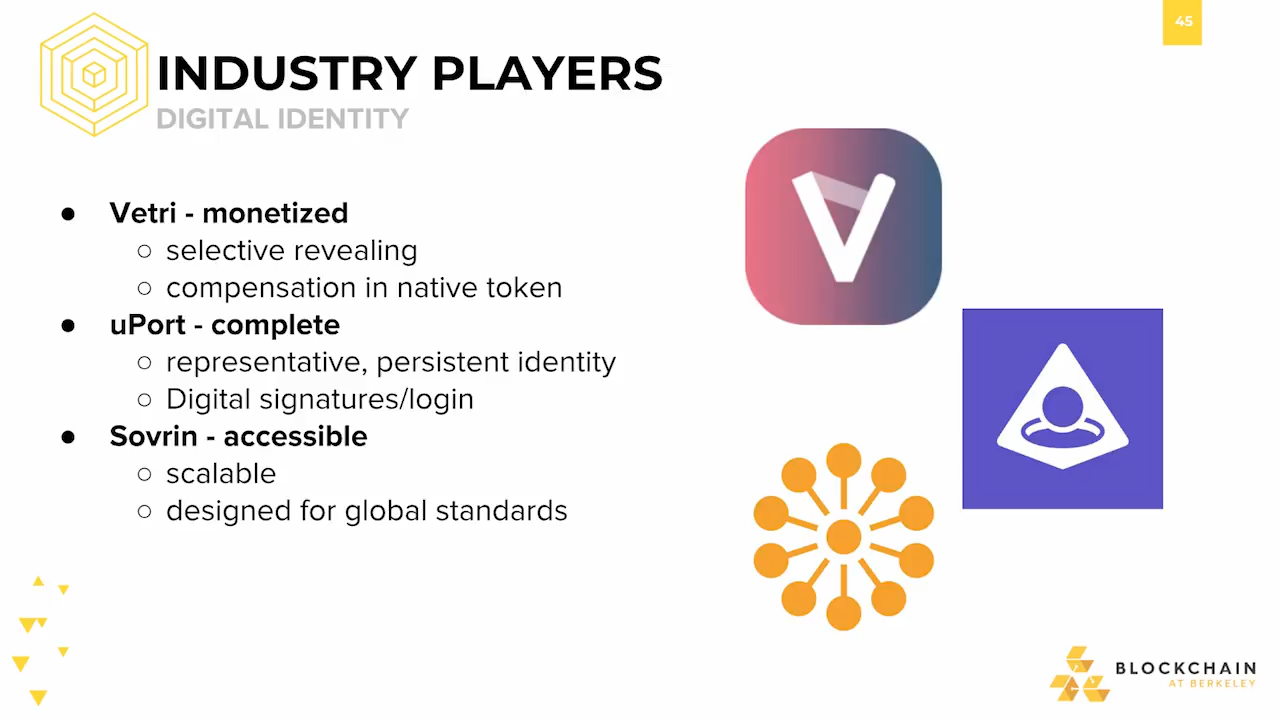 45
INDUSTRY PLAYERS
DIGITAL IDENTITY
● Vetri - monetized
○ selective revealing
○ compensation in native token
● uPort - complete
○ representative, persistent identity
○ Digital signatures/login
● Sovrin - accessible
○ scalable
○ designed for global standards
V
BLOCKCHAIN
AT BERKELEY